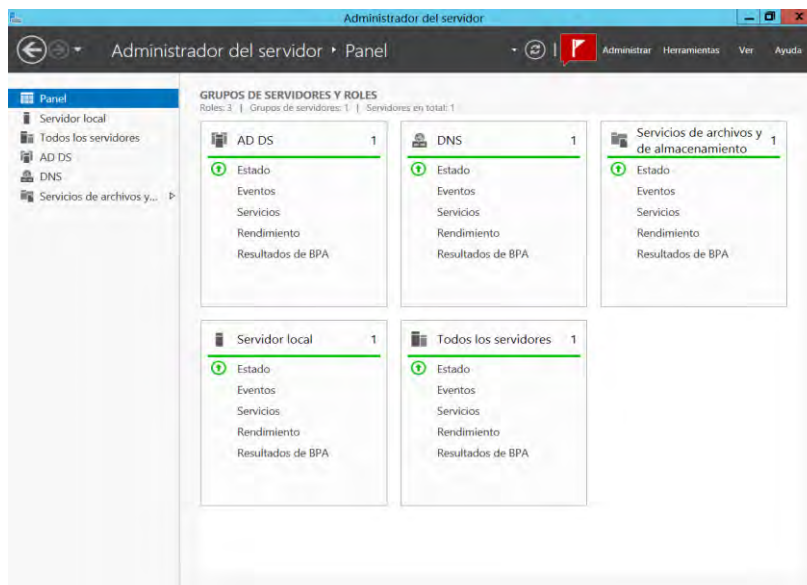 Administrador del servidor
Administrador del servidor ‣ Panel
Administrar Herramientas Ver Ayuda
Panel
Servidor local
Todos los servidores
AD DS
DNS
Servicios de archivos y...
GRUPOS DE SERVIDORES Y ROLES
Roles: 3 | Grupos de servidores: 1 | Servidores en total: 1
AD DS 1
Estado
Eventos
Servicios
Rendimiento
Resultados de BPA
DNS 1
Estado
Eventos
Servicios
Rendimiento
Resultados de BPA
Servicios de archivos y
de almacenamiento 1
Estado
Eventos
Servicios
Rendimiento
Resultados de BPA
Servidor local 1
Estado
Eventos
Servicios
Rendimiento
Resultados de BPA
Todos los servidores 1
Estado
Eventos
Servicios
Rendimiento
Resultados de BPA